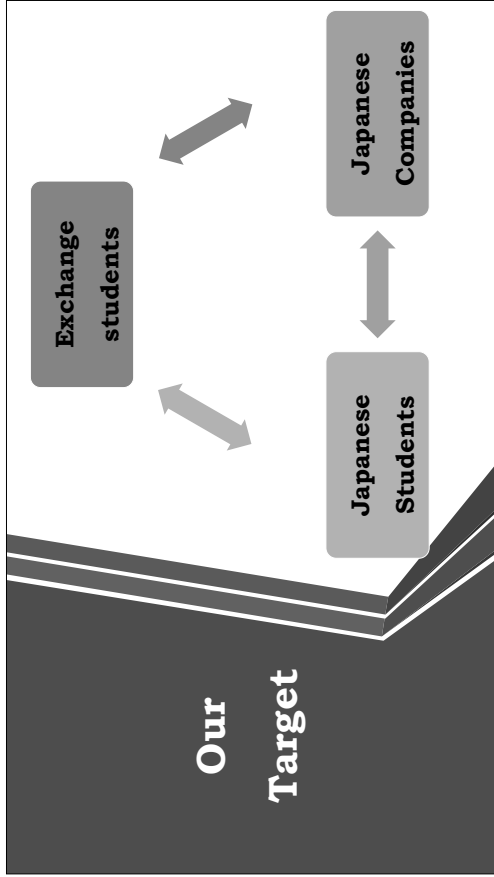 Our
Target
Exchange
students
Japanese
Students
Japanese
Companies